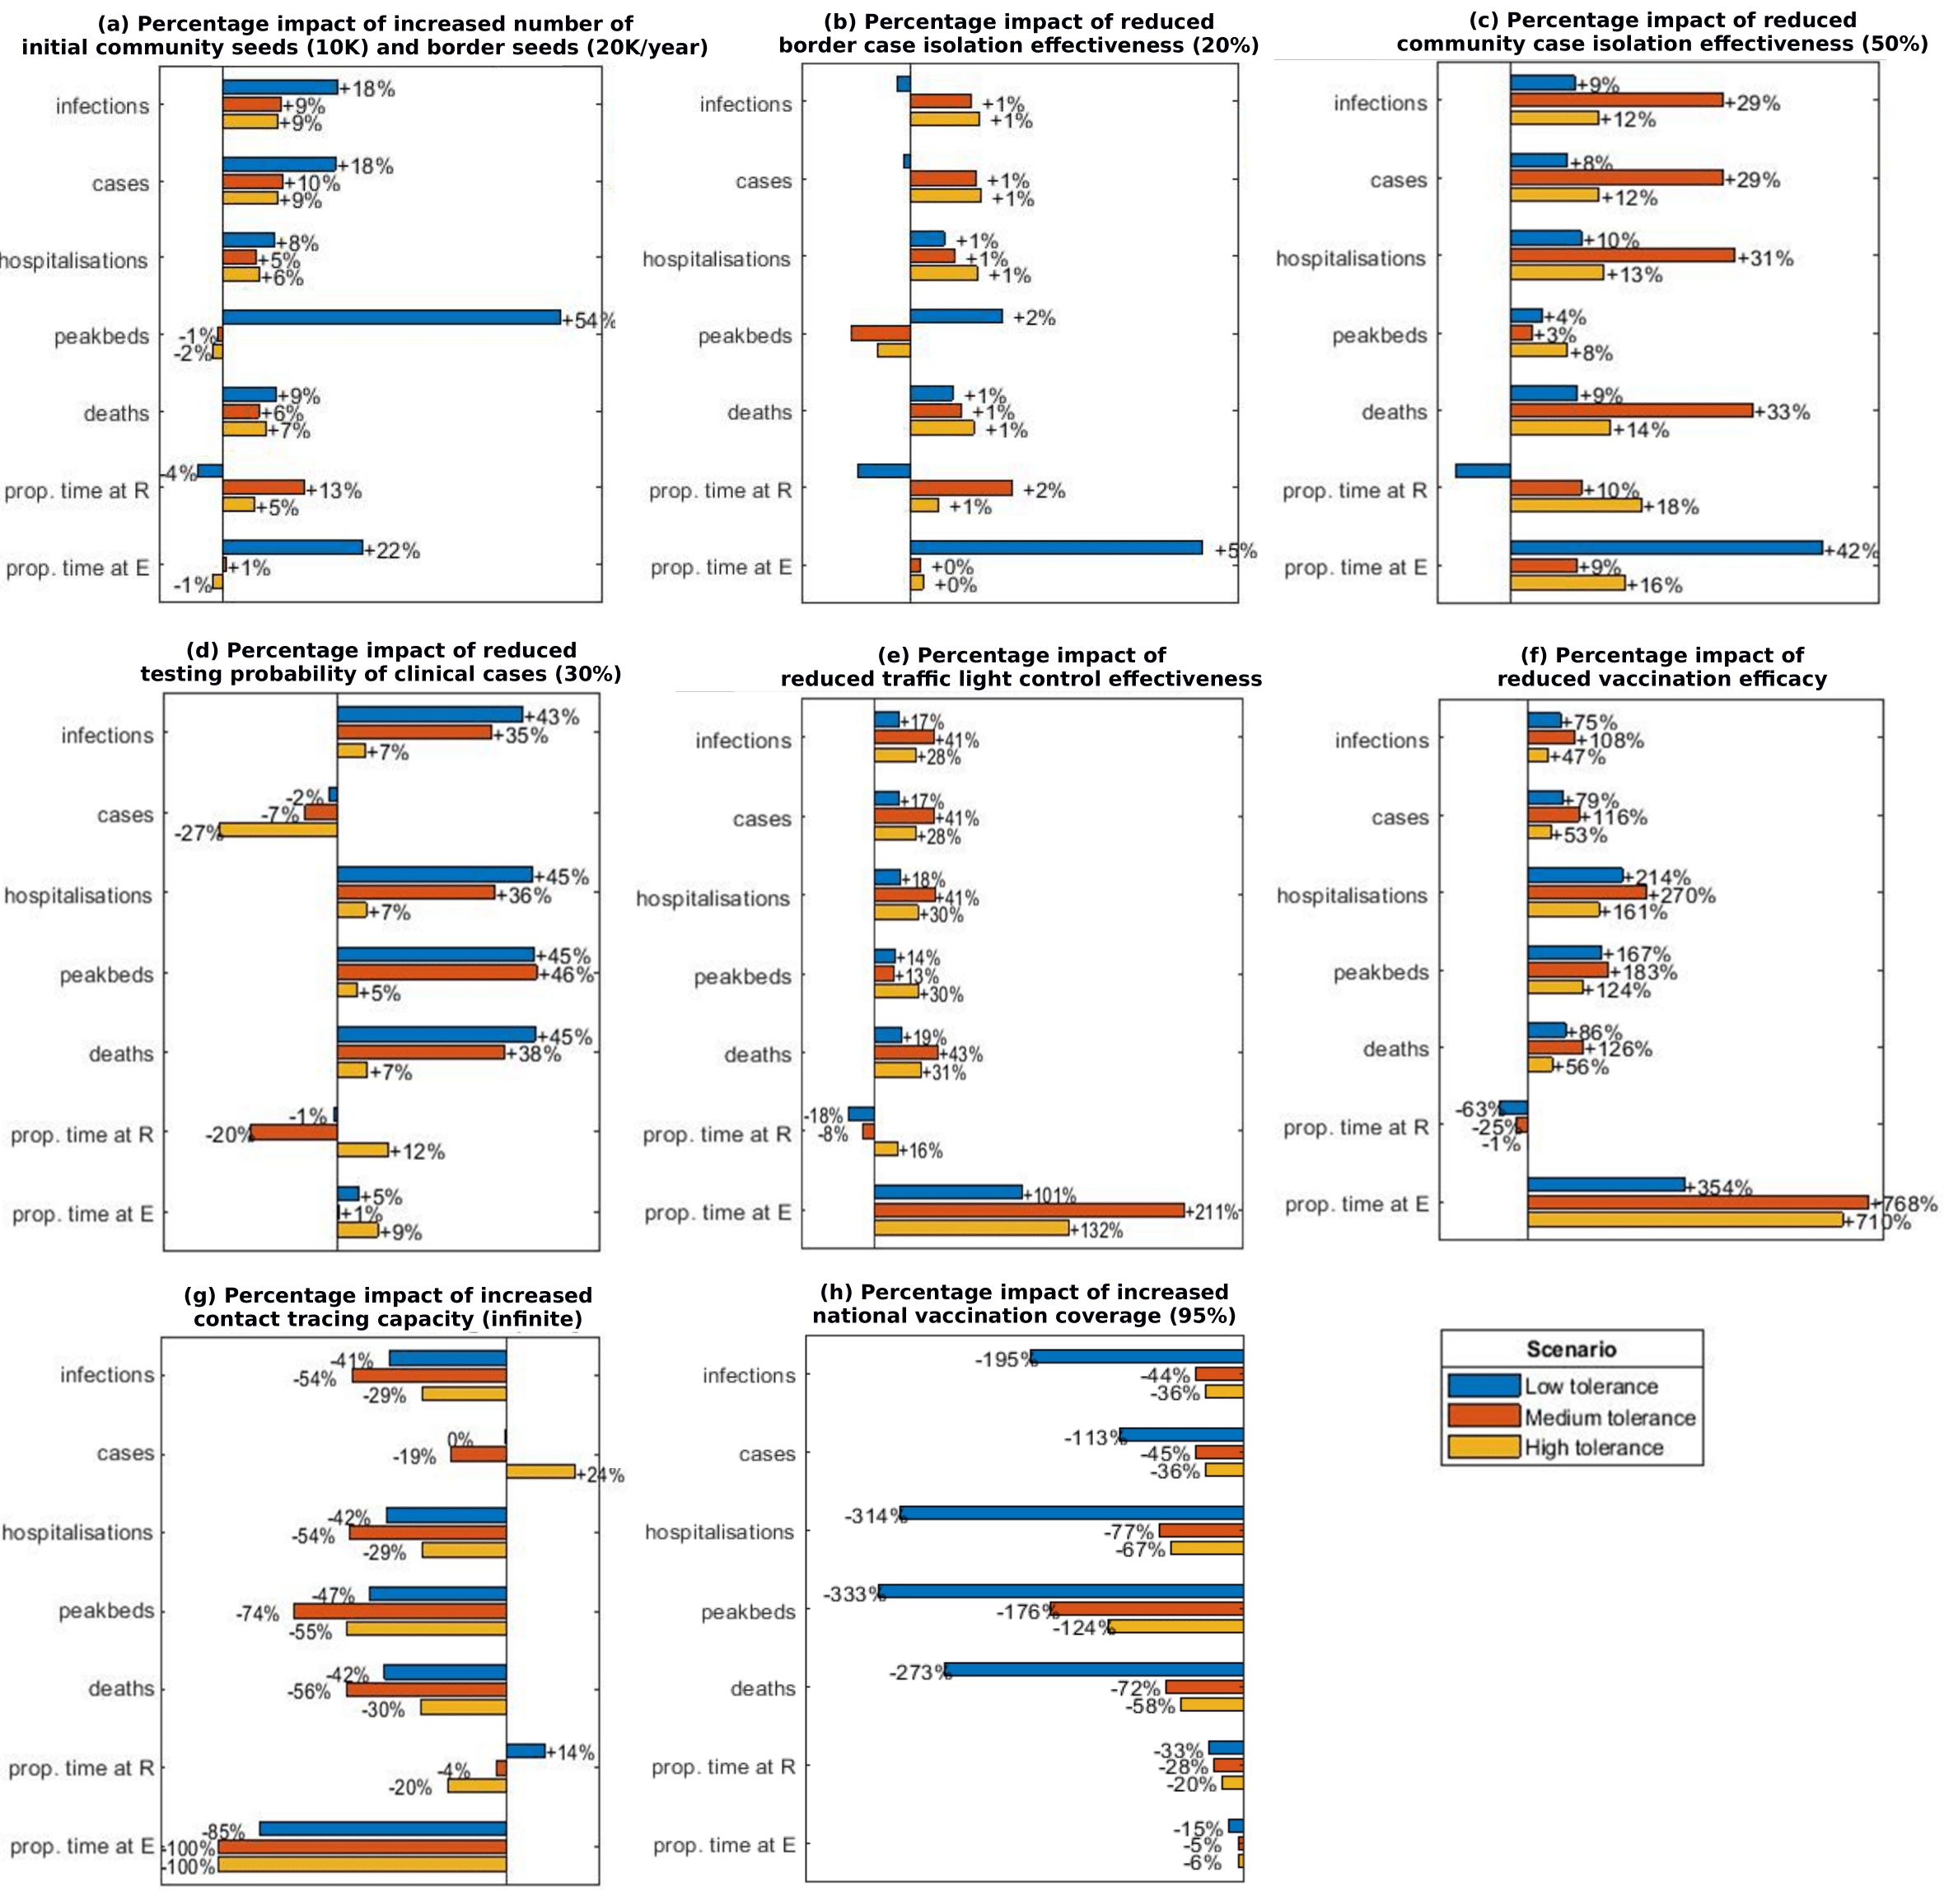 (a) Percentage impact of increased number of
initial community seeds (10K) and border seeds (20K/year)
infections
+18%
+9%
+9%
cases
+18%
+10%
+9%
hospitalisations
+8%
+5%
+6%
peakbeds
+54%
-1%
-2%
deaths
+9%
+6%
+7%
prop. time at R
-4%
+13%
+5%
prop. time at E
+22%
+1%
-1%
(b) Percentage impact of reduced
border case isolation effectiveness (20%)
infections
+1%
+1%
cases
+1%
+1%
hospitalisations
+1%
+1%
+1%
peakbeds
+2%
deaths
+1%
+1%
+1%
prop. time at R
+2%
+1%
prop. time at E
+5%
+0%
+0%
(c) Percentage impact of reduced
community case isolation effectiveness (50%)
infections
+9%
+29%
+12%
cases
+8%
+29%
+12%
hospitalisations
+10%
+31%
+13%
peakbeds
+4%
+3%
+8%
deaths
+9%
+33%
+14%
prop. time at R
+10%
+18%
prop. time at E
+42%
+9%
+16%
(d) Percentage impact of reduced
testing probability of clinical cases (30%)
infections
+43%
+35%
+7%
cases
-2%
-7%
-27%
hospitalisations
+45%
+36%
+7%
peakbeds
+45%
+46%
+5%
deaths
+45%
+38%
+7%
prop. time at R
-1%
-20%
+12%
prop. time at E
+5%
+1%
+9%
(e) Percentage impact of
reduced traffic light control effectiveness
infections
+17%
+41%
+28%
cases
+17%
+41%
+28%
hospitalisations
+18%
+41%
+30%
peakbeds
+14%
+13%
+30%
deaths
+19%
+43%
+31%
prop. time at R
-18%
-8%
+16%
prop. time at E
+101%
+211%
+132%
(f) Percentage impact of
reduced vaccination efficacy
infections
+75%
+108%
+47%
cases
+79%
+116%
+53%
hospitalisations
+214%
+270%
+161%
peakbeds
+167%
+183%
+124%
deaths
+86%
+126%
+56%
prop. time at R
-63%
-25%
-1%
prop. time at E
+354%
+768%
+710%
(g) Percentage impact of increased
contact tracing capacity (infinite)
infections
-41%
-54%
-29%
cases
0%
-19%
+24%
hospitalisations
-42%
-54%
-29%
peakbeds
-47%
-74%
-55%
deaths
-42%
-56%
-30%
prop. time at R
+14%
-4%
-20%
prop. time at E
-85%
-100%
-100%
(h) Percentage impact of increased
national vaccination coverage (95%)
infections
-195%
-44%
-36%
cases
-113%
-45%
-36%
hospitalisations
-314%
-77%
-67%
peakbeds
-333%
-176%
-124%
deaths
-273%
-72%
-58%
prop. time at R
-33%
-28%
-20%
prop. time at E
-15%
-5%
-6%
Scenario
Low tolerance
Medium tolerance
High tolerance